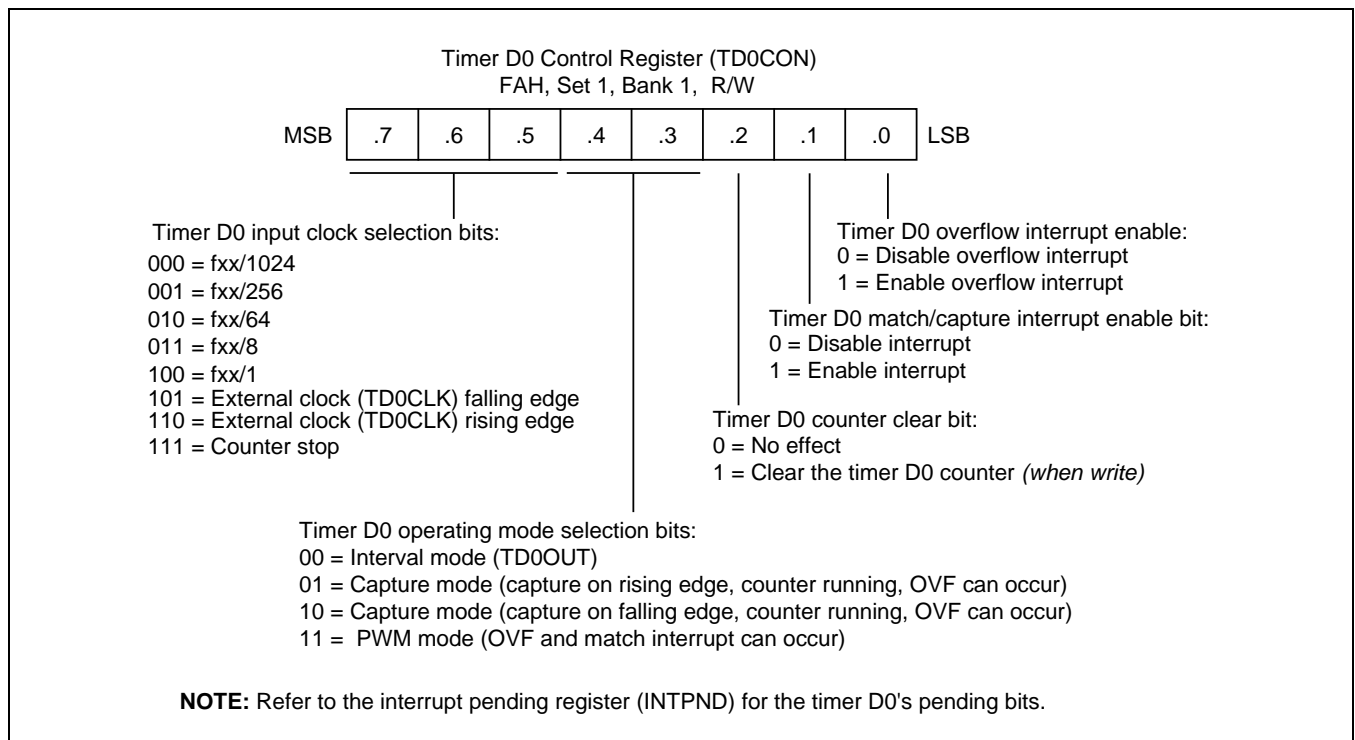 Timer D0 Control Register (TD0CON)
FAH, Set 1, Bank 1, R/W
MSB .7 .6 .5 .4 .3 .2 .1 .0 LSB
Timer D0 input clock selection bits:
000 = fxx/1024
001 = fxx/256
010 = fxx/64
011 = fxx/8
100 = fxx/1
101 = External clock (TD0CLK) falling edge
110 = External clock (TD0CLK) rising edge
111 = Counter stop
Timer D0 overflow interrupt enable:
0 = Disable overflow interrupt
1 = Enable overflow interrupt
Timer D0 match/capture interrupt enable bit:
0 = Disable interrupt
1 = Enable interrupt
Timer D0 counter clear bit:
0 = No effect
1 = Clear the timer D0 counter (when write)
Timer D0 operating mode selection bits:
00 = Interval mode (TD0OUT)
01 = Capture mode (capture on rising edge, counter running, OVF can occur)
10 = Capture mode (capture on falling edge, counter running, OVF can occur)
11 = PWM mode (OVF and match interrupt can occur)
NOTE: Refer to the interrupt pending register (INTPND) for the timer D0's pending bits.